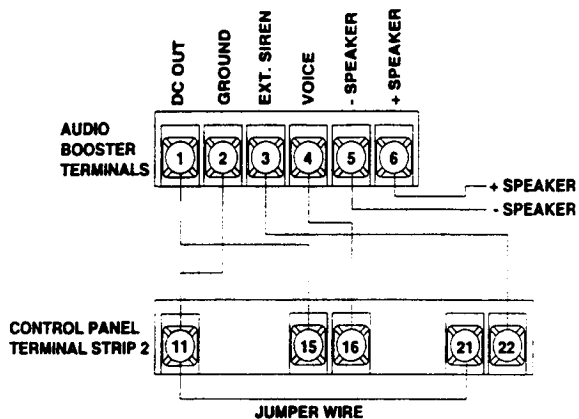 DC OUT
GROUND
EXT. SIREN
VOICE
- SPEAKER
+ SPEAKER
AUDIO
BOOSTER
TERMINALS
1 2 3 4 5 6
+ SPEAKER
- SPEAKER
CONTROL PANEL
TERMINAL STRIP 2
11 15 16 21 22
JUMPER WIRE